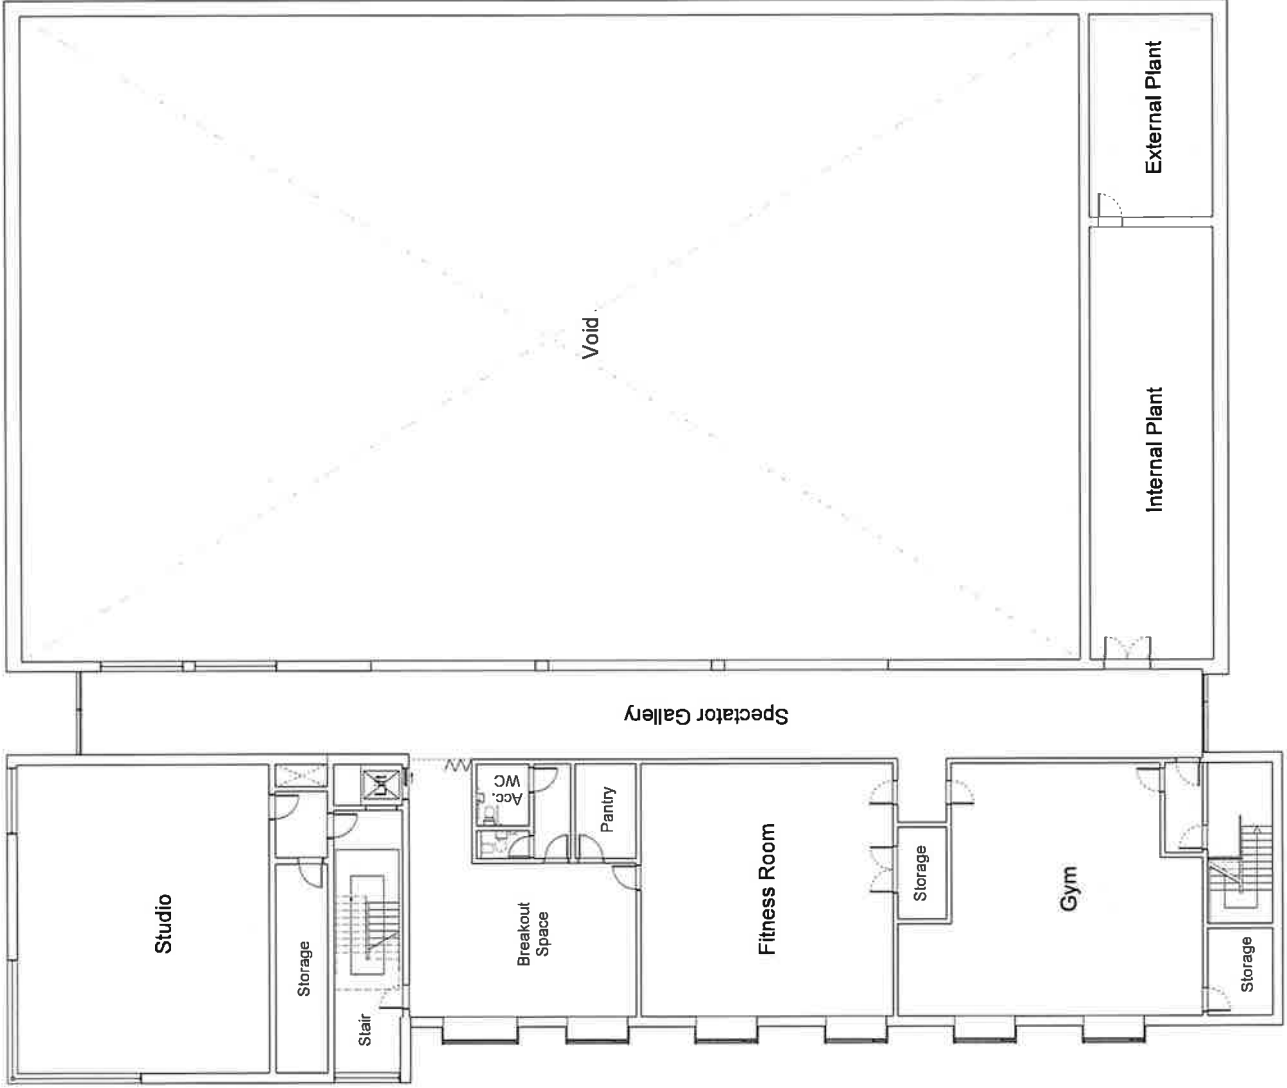 External Plant
Void
Internal Plant
Spectator Gallery
Lift
Acc.
WC
Pantry
Storage
Fitness Room
Gym
Studio
Breakout
Space
Storage
Storage
Stair